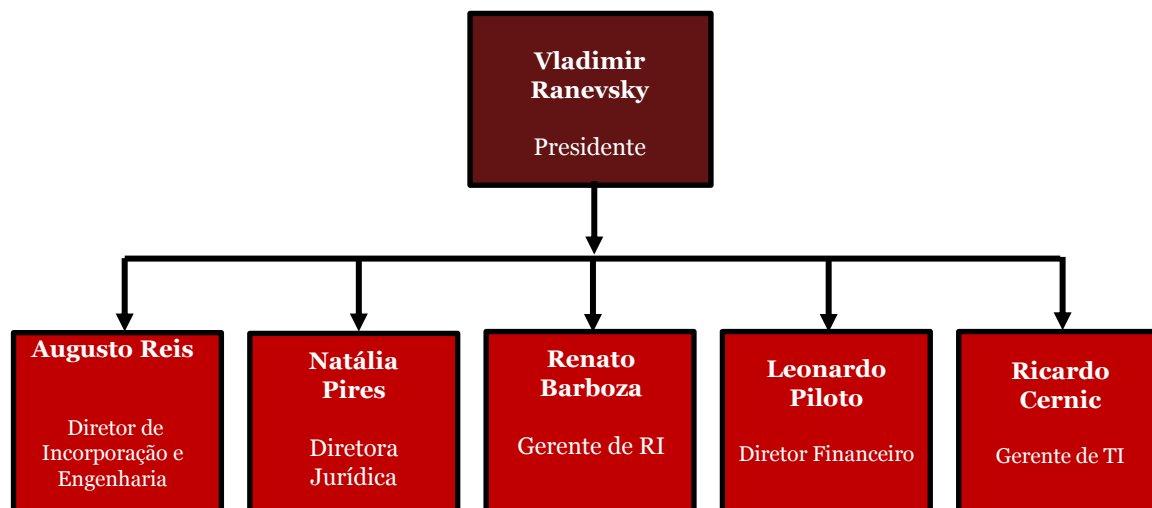 Vladimir
Ranevsky
Presidente
Augusto Reis
Diretor de
Incorporação e
Engenharia
Natália
Pires
Diretora
Jurídica
Renato
Barboza
Gerente de RI
Leonardo
Piloto
Diretor Financeiro
Ricardo
Cernic
Gerente de TI